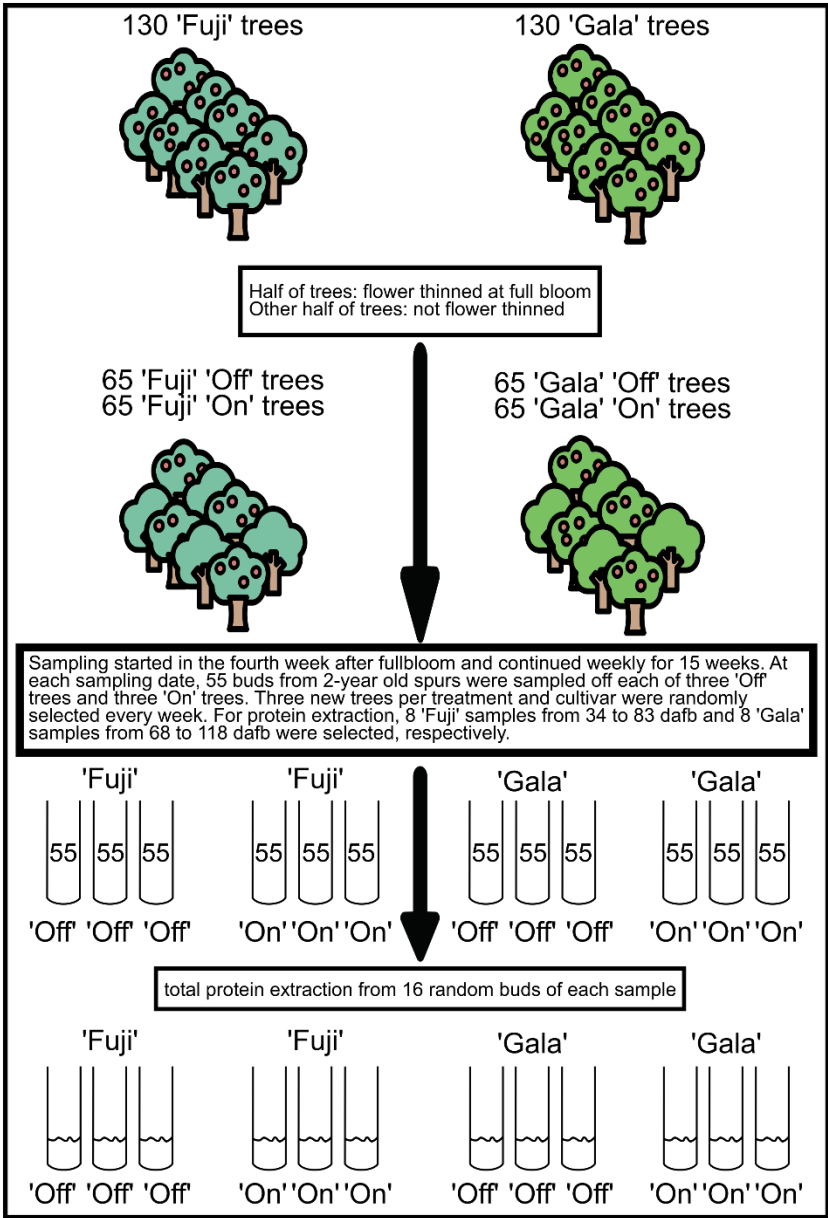 130 'Fuji' trees
130 'Gala' trees
Half of trees: flower thinned at full bloom
Other half of trees: not flower thinned
65 'Fuji' 'Off' trees
65 'Fuji' 'On' trees
65 'Gala' 'Off' trees
65 'Gala' 'On' trees
Sampling started in the fourth week after fullbloom and continued weekly for 15 weeks. At
each sampling date, 55 buds from 2-year old spurs were sampled off each of three 'Off'
trees and three 'On' trees. Three new trees per treatment and cultivar were randomly
selected every week. For protein extraction, 8 'Fuji' samples from 34 to 83 dafb and 8 'Gala'
samples from 68 to 118 dafb were selected, respectively.
'Fuji' 'Fuji' 'Gala' 'Gala'
55 55 55 55 55 55 55 55 55 55 55 55
'Off' 'Off' 'Off' 'On' 'On' 'On' 'Off' 'Off' 'Off' 'On' 'On' 'On'
total protein extraction from 16 random buds of each sample
'Fuji' 'Fuji' 'Gala' 'Gala'
'Off' 'Off' 'Off' 'On' 'On' 'On' 'Off' 'Off' 'Off' 'On' 'On' 'On'